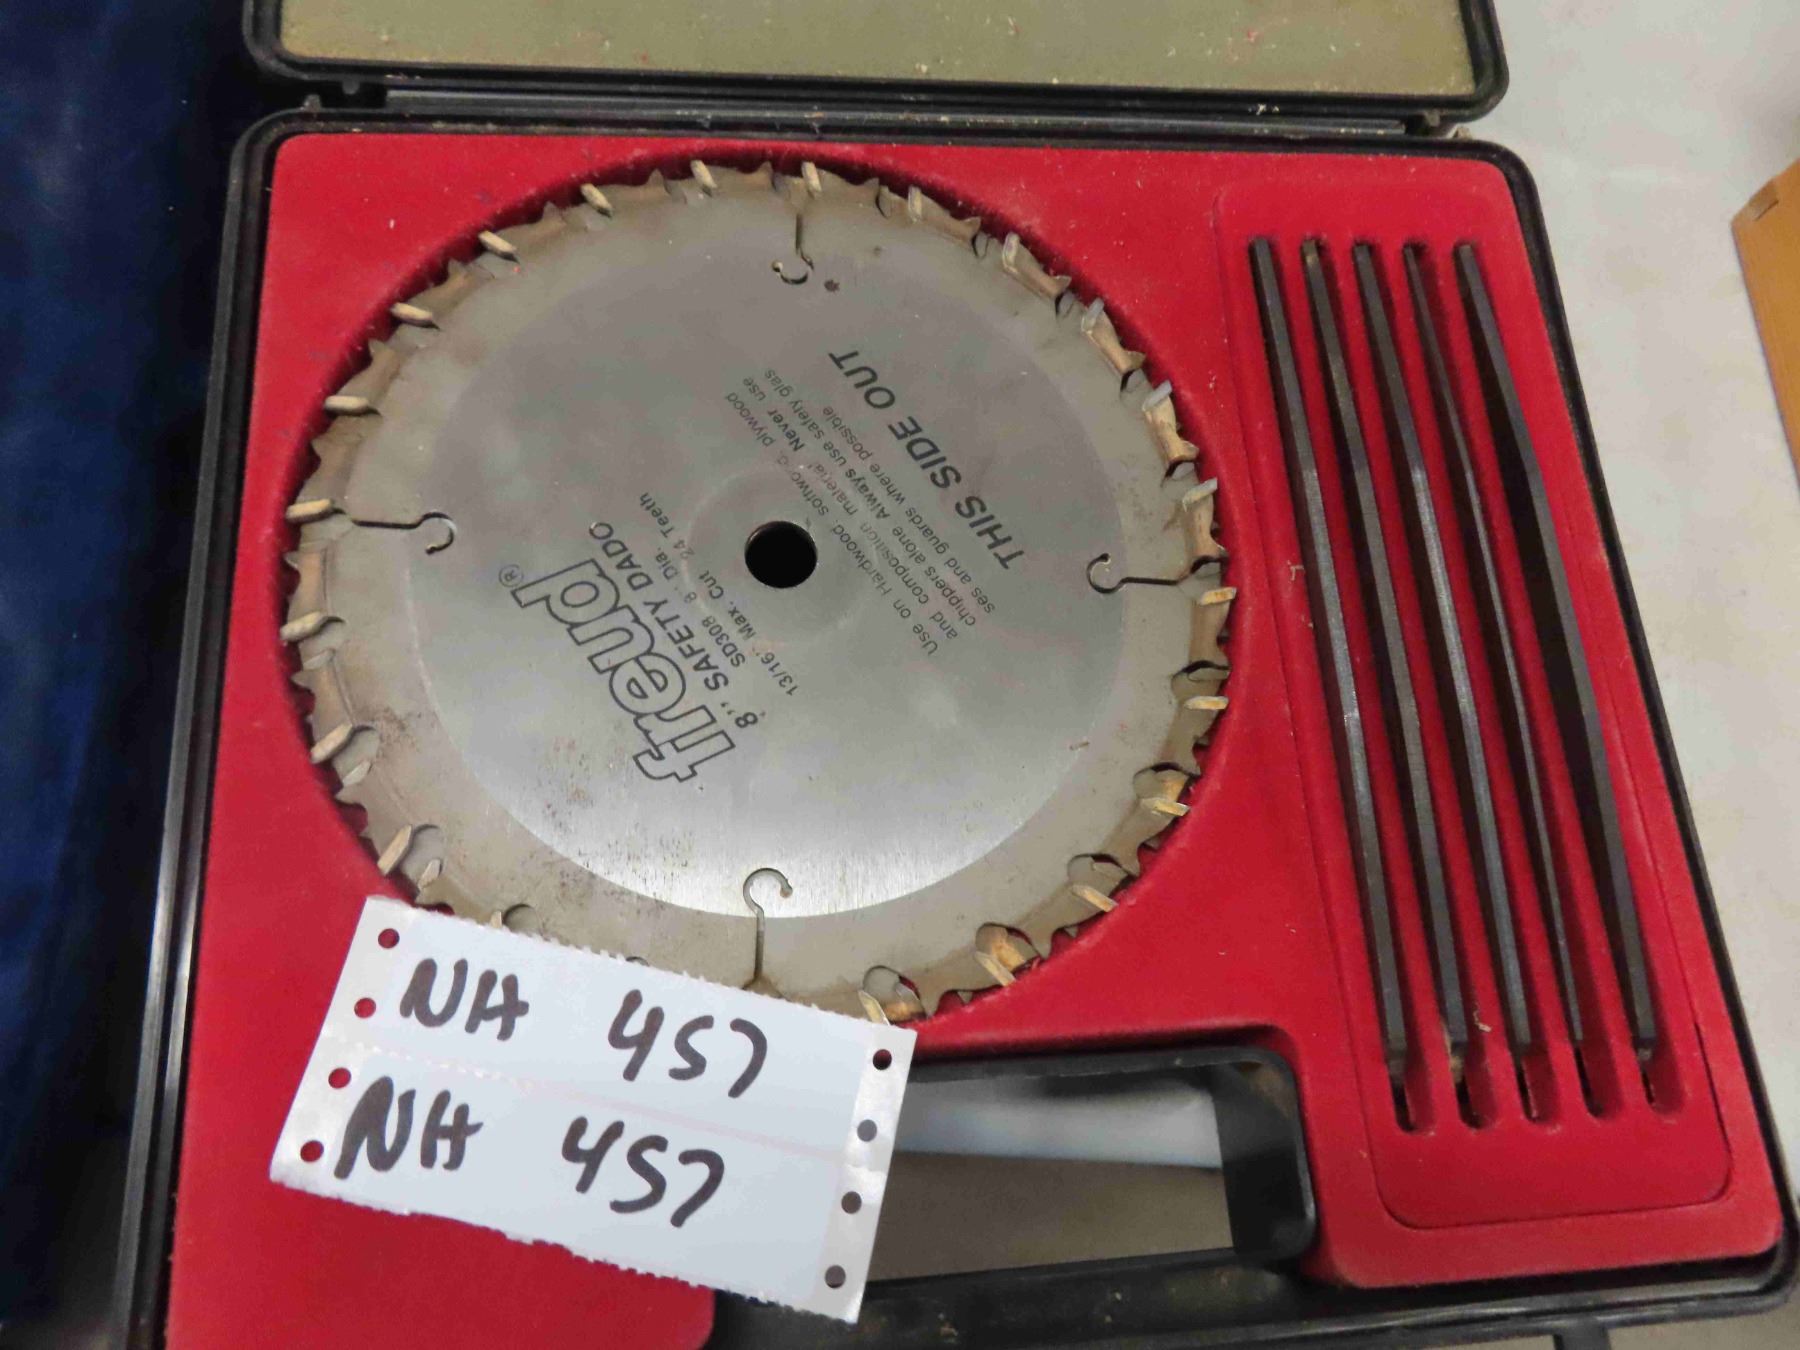 freud®
8" SAFETY DADO
SD308 8" Dia. 24 Teeth
13/16" Max. Cut
Use on Hardwood, softwood, plywood
and composition material Never use
chippers alone Always use safety glas
ses and guards where possible
THIS SIDE OUT
NH 457
NH 457